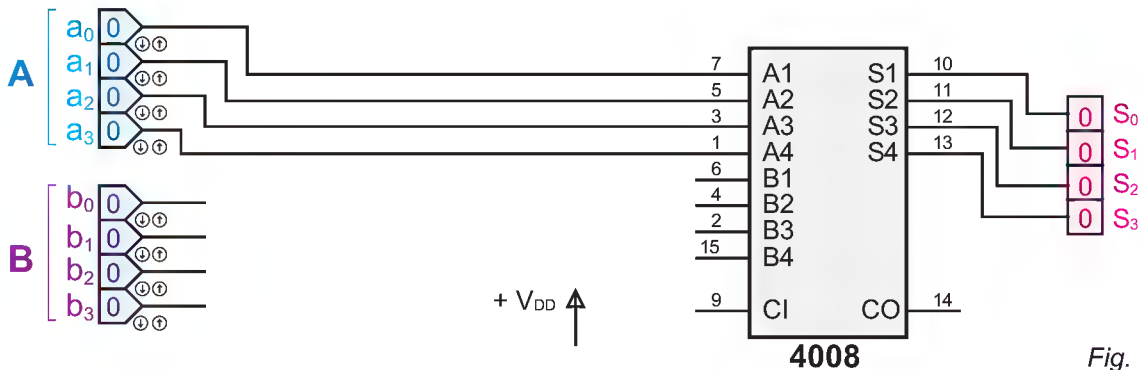 A
a0 0
a1 0
a2 0
a3 0
B
b0 0
b1 0
b2 0
b3 0
+ VDD
7 A1 S1 10
5 A2 S2 11
3 A3 S3 12
1 A4 S4 13
6 B1
4 B2
2 B3
15 B4
9 CI CO 14
4008
0 S0
0 S1
0 S2
0 S3
Fig.